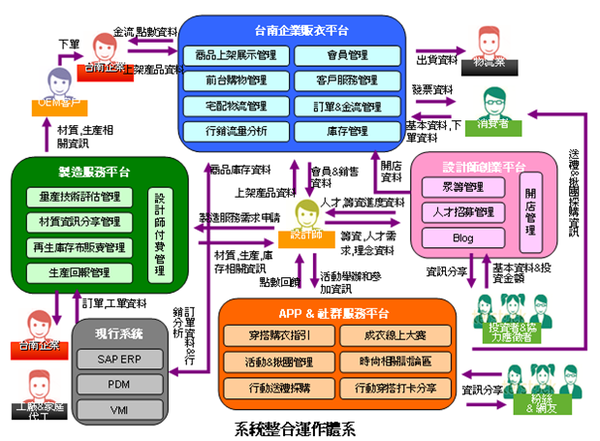 台南企業販衣平台
商品上架展示管理
會員管理
前台購物管理
客戶服務管理
宅配物流管理
訂單&金流管理
行銷流量分析
庫存管理
金流,點數資料
下單
台南企業
上架產品資料
OEM客戶
材質,生產相
關資訊
出貨資料
物流業
發票資料
消費者
基本資料,下
單資料
送禮&揪團採購資訊
製造服務平台
量產技術評估管理
材質資訊分享管理
再生庫存布販賣管理
生產回報管理
設計師付費管理
商品庫存資料
上架產品資料
會員&銷售
資料
開店
資料
設計師創業平台
眾籌管理
人才招募管理
Blog
開店管理
人才,籌資進度資料
製造服務需求申請
設計師
籌資,人才需
求,理念資料
材質,生產,庫
存相關資訊
點數回饋
活動舉辦和參
加資訊
資訊分享
基本資料&投
資金額
投資者&協
力應徵者
訂單,工單資料
訂單資料&行
銷分析
現行系統
SAP ERP
PDM
VMI
台南企業
工廠&家庭
代工
APP & 社群服務平台
穿搭購衣指引
成衣線上大賽
活動&揪團管理
時尚相關討論區
行動送禮採購
行動穿搭打卡分享
資訊分享
粉絲
& 網友
系統整合運作體系